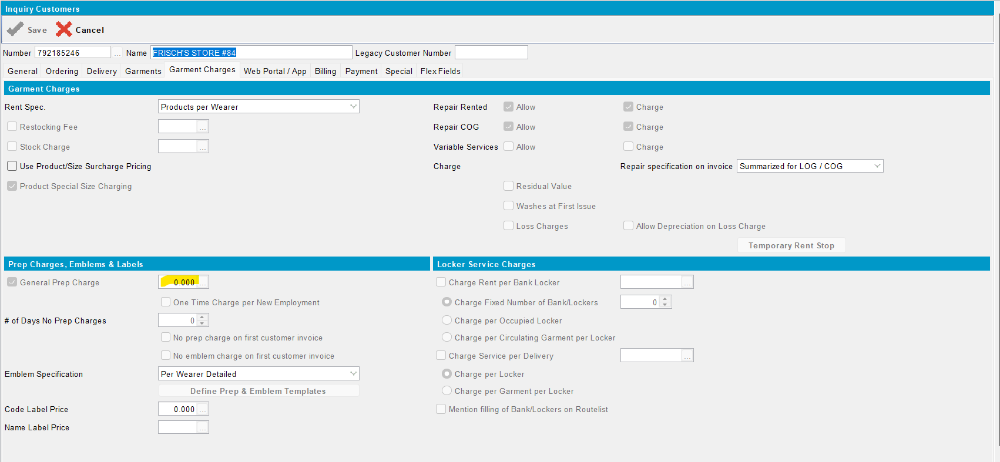 Inquiry Customers
Save Cancel
Number 792185246 ... Name FRISCH'S STORE #84 Legacy Customer Number
General Ordering Delivery Garments Garment Charges Web Portal / App Billing Payment Special Flex Fields
Garment Charges
Rent Spec. Products per Wearer Repair Rented Allow Charge
Restocking Fee ... Repair COG Allow Charge
Stock Charge ... Variable Services Allow Charge
Use Product/Size Surcharge Pricing Charge Repair specification on invoice Summarized for LOG / COG
Product Special Size Charging Residual Value
Washes at First Issue
Loss Charges Allow Depreciation on Loss Charge
Temporary Rent Stop
Prep Charges, Emblems & Labels
General Prep Charge 0.000 ...
One Time Charge per New Employment
# of Days No Prep Charges 0
No prep charge on first customer invoice
No emblem charge on first customer invoice
Emblem Specification Per Wearer Detailed
Define Prep & Emblem Templates
Code Label Price 0.000 ...
Name Label Price ...
Locker Service Charges
Charge Rent per Bank Locker ...
Charge Fixed Number of Bank/Lockers 0
Charge per Occupied Locker
Charge per Circulating Garment per Locker
Charge Service per Delivery ...
Charge per Locker
Charge per Garment per Locker
Mention filling of Bank/Lockers on Routelist